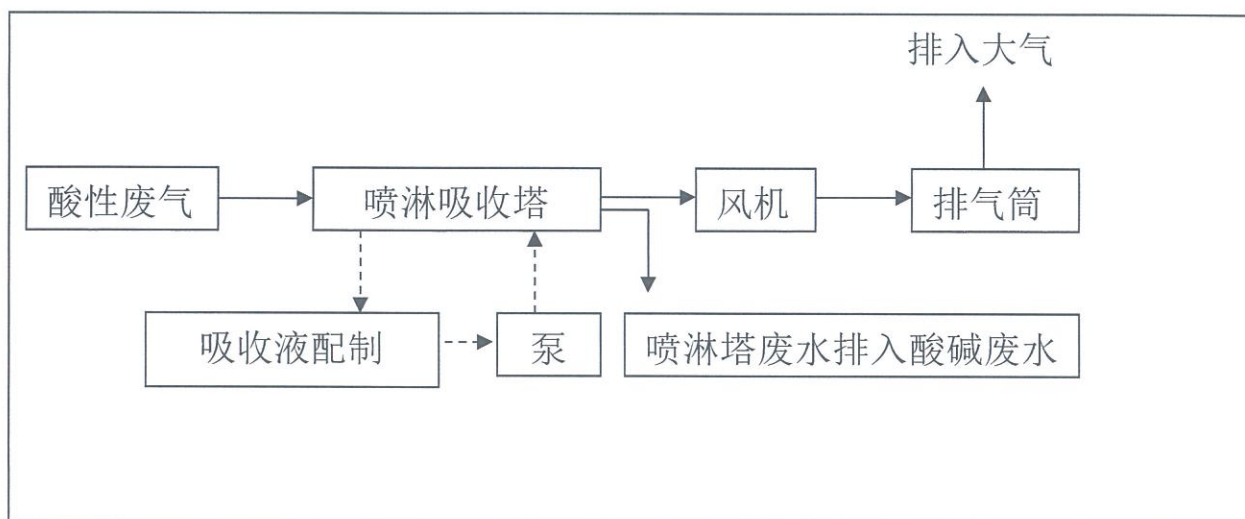 排入大气
酸性废气
喷淋吸收塔
风机
排气筒
吸收液配制
泵
喷淋塔废水排入酸碱废水